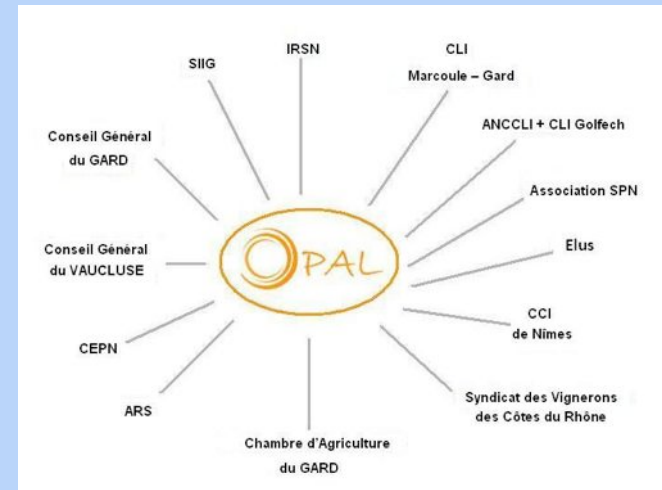 IRSN
CLI
Marcoule – Gard
SIIG
ANCCLI + CLI Golfech
Conseil Général
du GARD
Association SPN
OPAL
Elus
Conseil Général
du VAUCLUSE
CCI
de Nîmes
CEPN
Syndicat des Vignerons
des Côtes du Rhône
ARS
Chambre d'Agriculture
du GARD